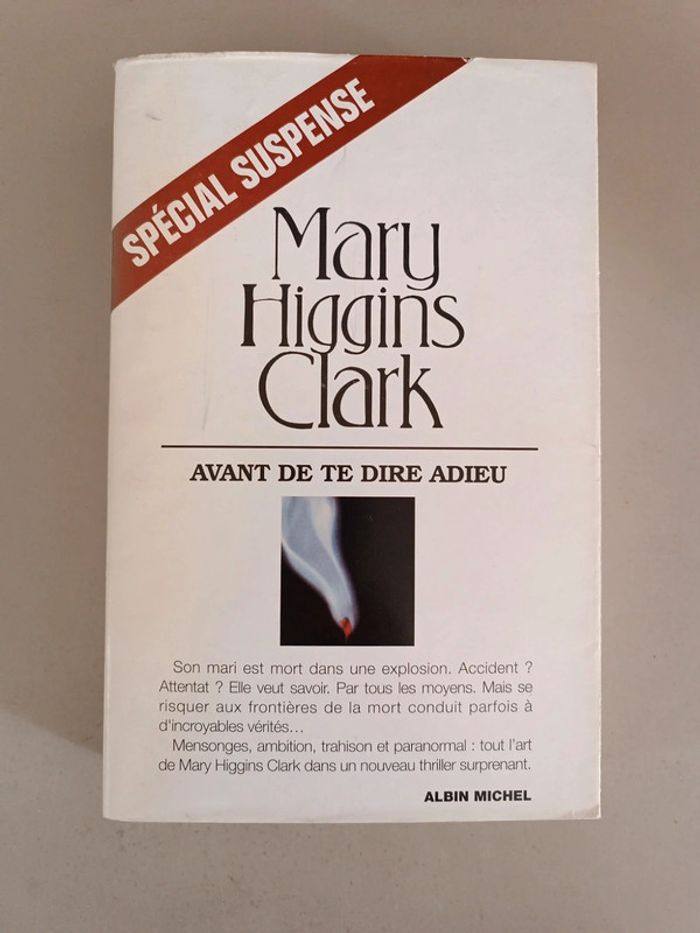 SPÉCIAL SUSPENSE
Mary
Higgins
Clark
AVANT DE TE DIRE ADIEU
Son mari est mort dans une explosion. Accident ?
Attentat ? Elle veut savoir. Par tous les moyens. Mais se
risquer aux frontières de la mort conduit parfois à
d'incroyables vérités…
Mensonges, ambition, trahison et paranormal : tout l'art
de Mary Higgins Clark dans un nouveau thriller surprenant.
ALBIN MICHEL